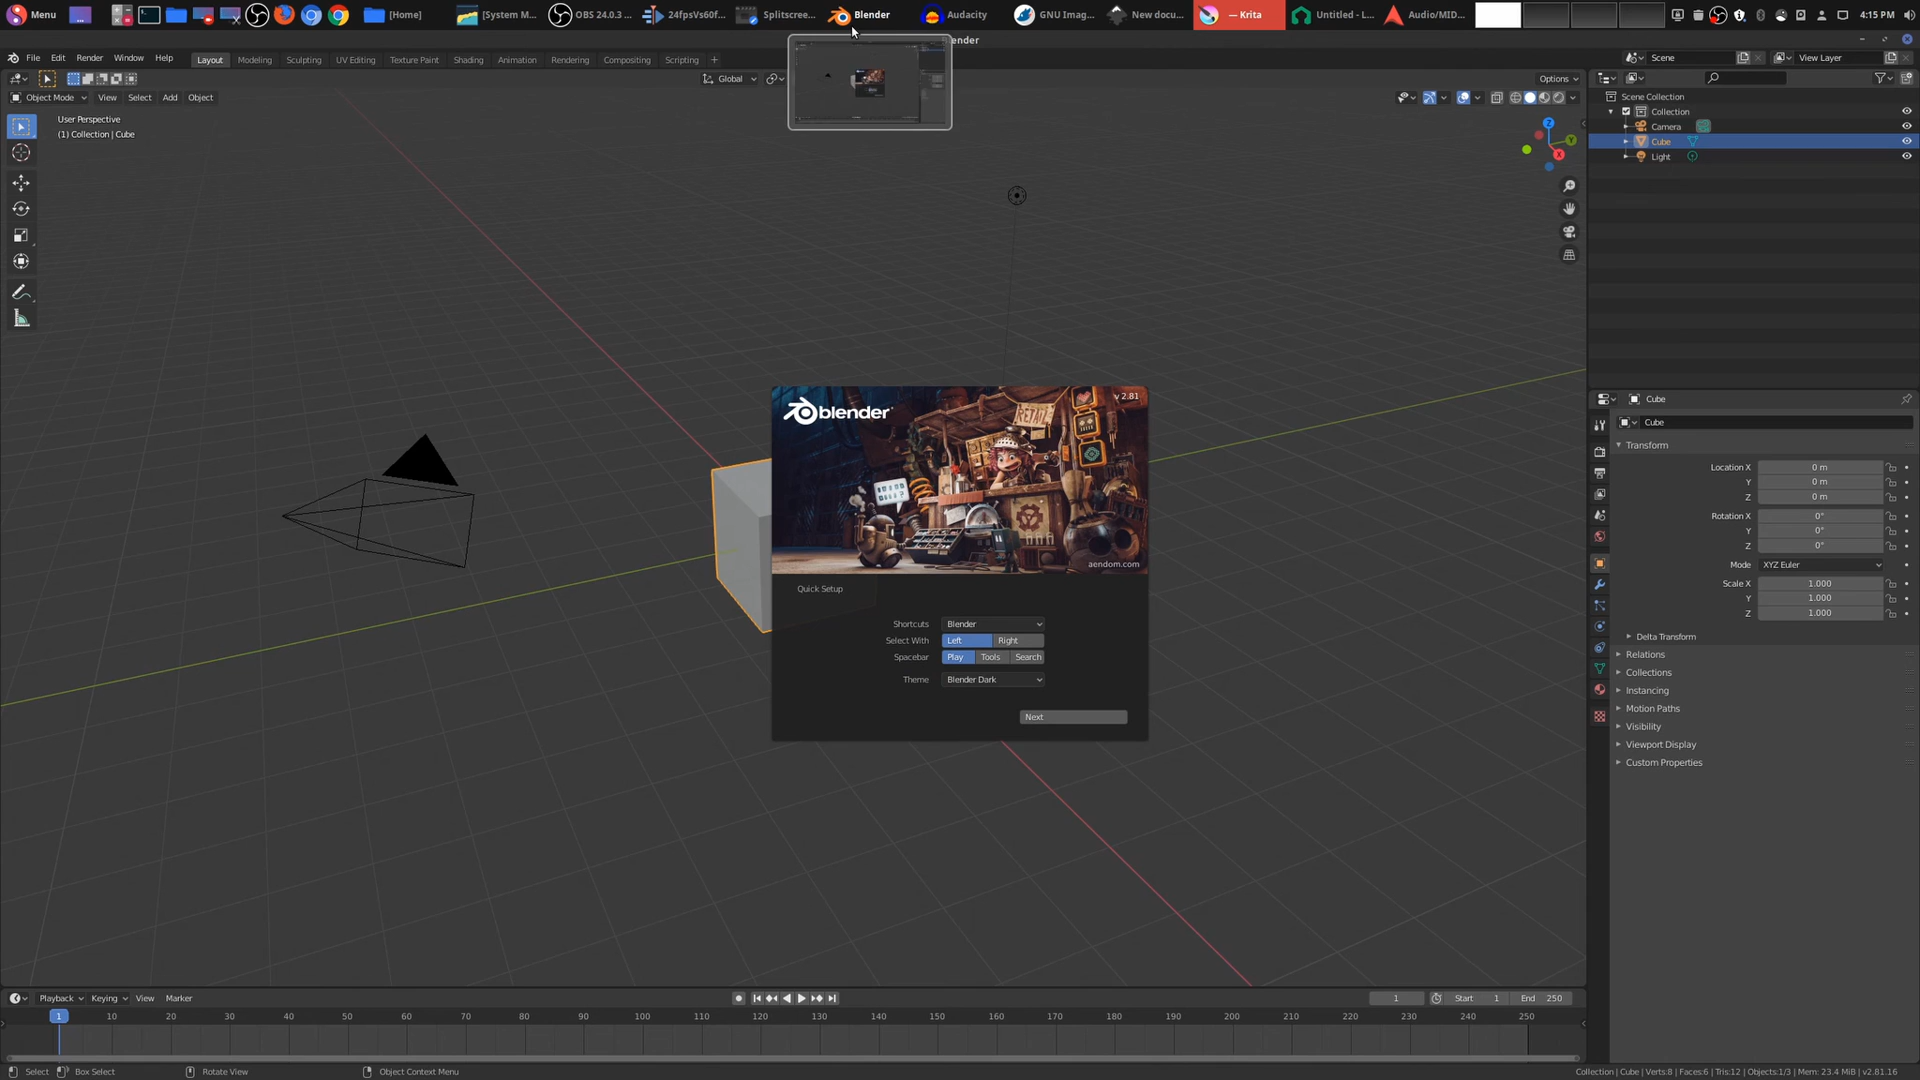 Menu [Home] [System M... OBS 24.0.3 ... 24fpsVs60f... Splitscree... Blender Audacity GNU Imag... New docu... — Krita Untitled - L... Audio/MID... 4:15 PM
ender
File Edit Render Window Help Layout Modeling Sculpting UV Editing Texture Paint Shading Animation Rendering Compositing Scripting + Scene View Layer
Global Options
Object Mode View Select Add Object
User Perspective
(1) Collection | Cube
Z
Y
X
Scene Collection
Collection
Camera
Cube
Light
blender
v 2.81
aendom.com
Quick Setup
Shortcuts Blender
Select With Left Right
Spacebar Play Tools Search
Theme Blender Dark
Next
Cube
Cube
Transform
Location X 0 m
Y 0 m
Z 0 m
Rotation X 0°
Y 0°
Z 0°
Mode XYZ Euler
Scale X 1.000
Y 1.000
Z 1.000
Delta Transform
Relations
Collections
Instancing
Motion Paths
Visibility
Viewport Display
Custom Properties
Playback Keying View Marker 1 Start 1 End 250
1 10 20 30 40 50 60 70 80 90 100 110 120 130 140 150 160 170 180 190 200 210 220 230 240 250
Select Box Select Rotate View Object Context Menu Collection | Cube | Verts:8 | Faces:6 | Tris:12 | Objects:1/3 | Mem: 23.4 MiB | v2.81.16